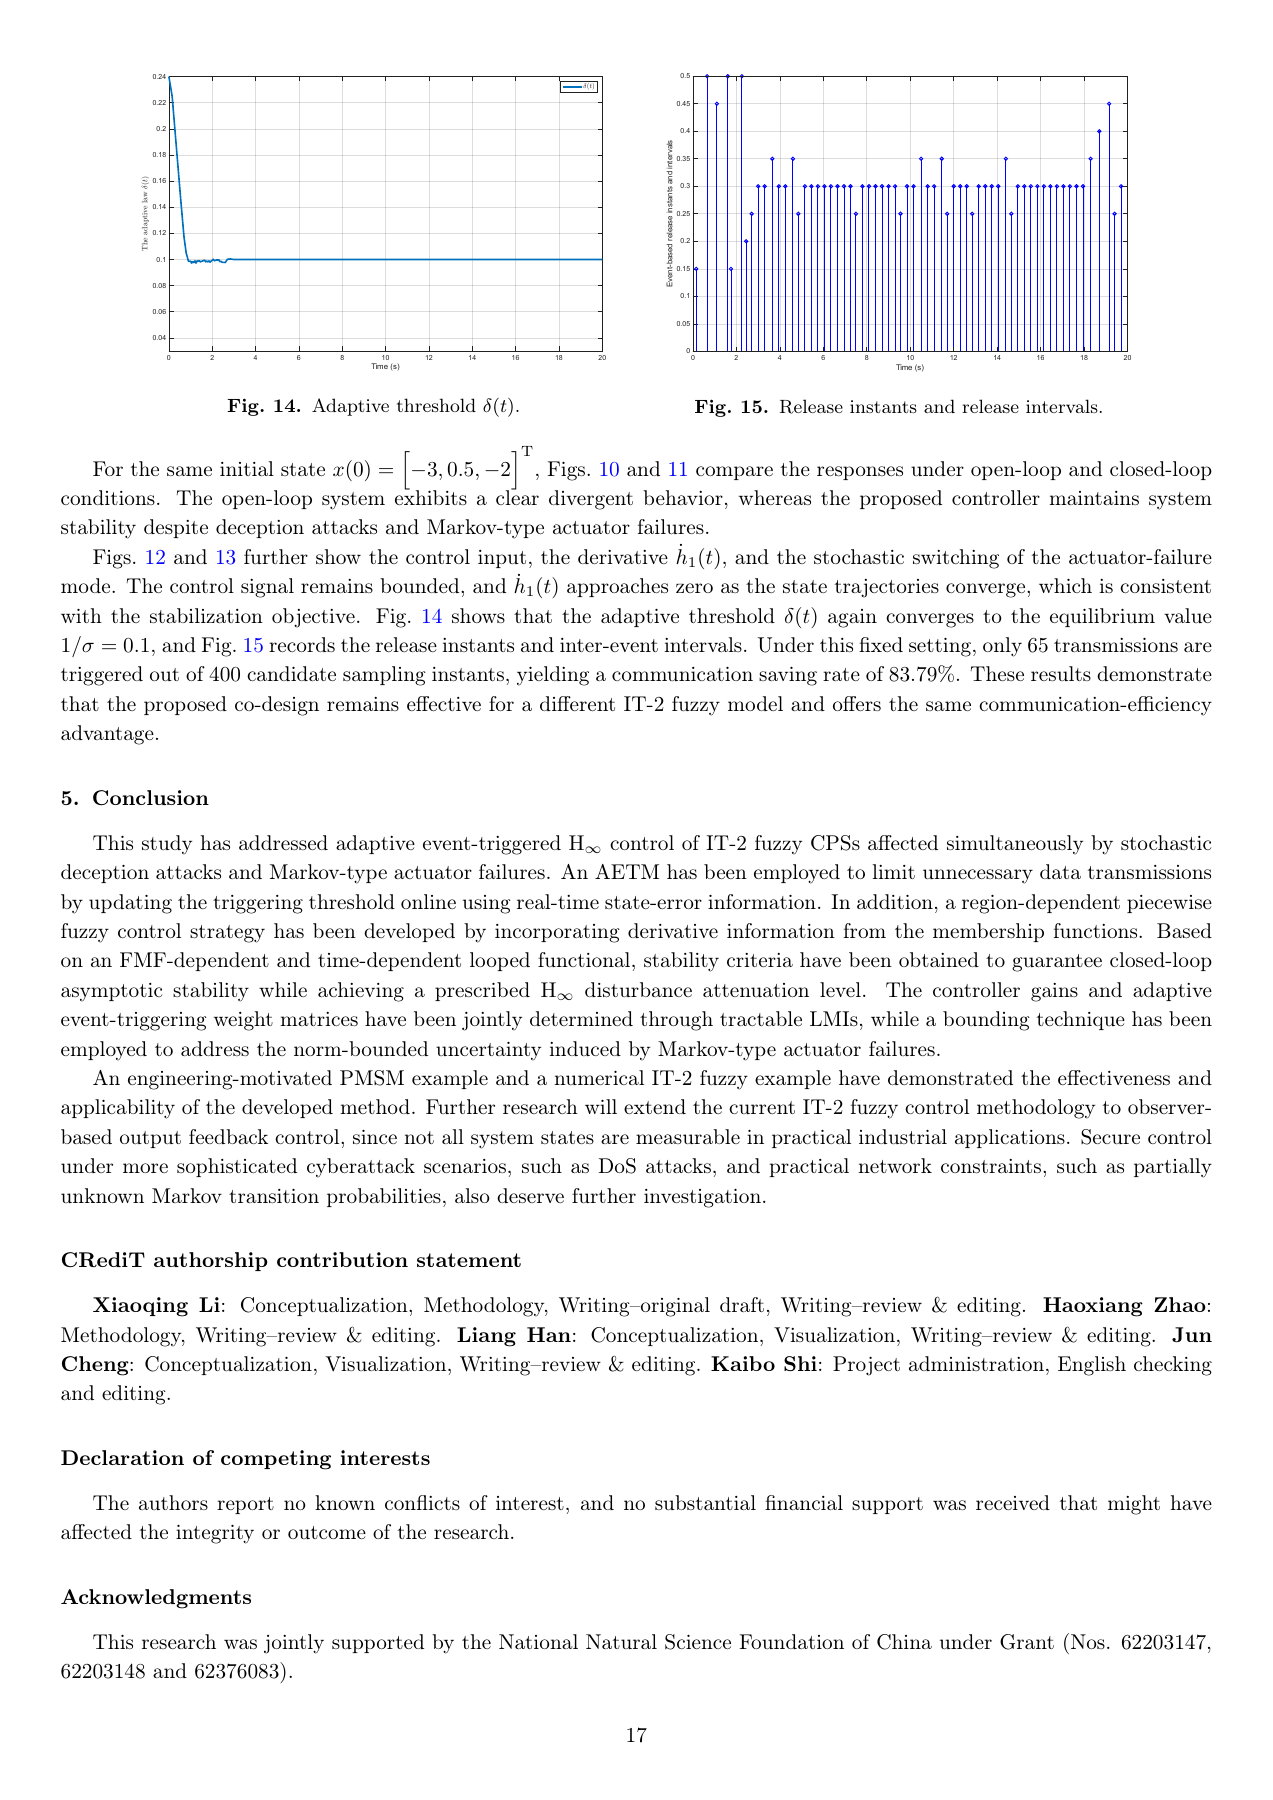 0.24
0.22
0.2
0.18
0.16
0.14
0.12
0.1
0.08
0.06
0.04
The adaptive law δ(t)
δ(t)
0 2 4 6 8 10 12 14 16 18 20
Time (s)
Fig. 14. Adaptive threshold δ(t).
0.5
0.45
0.4
0.35
0.3
0.25
0.2
0.15
0.1
0.05
0
Event-based release instants and intervals
0 2 4 6 8 10 12 14 16 18 20
Time (s)
Fig. 15. Release instants and release intervals.
For the same initial state x(0) = [−3, 0.5, −2]ᵀ, Figs. 10 and 11 compare the responses under open-loop and closed-loop
conditions. The open-loop system exhibits a clear divergent behavior, whereas the proposed controller maintains system
stability despite deception attacks and Markov-type actuator failures.
Figs. 12 and 13 further show the control input, the derivative ḣ₁(t), and the stochastic switching of the actuator-failure
mode. The control signal remains bounded, and ḣ₁(t) approaches zero as the state trajectories converge, which is consistent
with the stabilization objective. Fig. 14 shows that the adaptive threshold δ(t) again converges to the equilibrium value
1/σ = 0.1, and Fig. 15 records the release instants and inter-event intervals. Under this fixed setting, only 65 transmissions are
triggered out of 400 candidate sampling instants, yielding a communication saving rate of 83.79%. These results demonstrate
that the proposed co-design remains effective for a different IT-2 fuzzy model and offers the same communication-efficiency
advantage.
5. Conclusion
This study has addressed adaptive event-triggered H∞ control of IT-2 fuzzy CPSs affected simultaneously by stochastic
deception attacks and Markov-type actuator failures. An AETM has been employed to limit unnecessary data transmissions
by updating the triggering threshold online using real-time state-error information. In addition, a region-dependent piecewise
fuzzy control strategy has been developed by incorporating derivative information from the membership functions. Based
on an FMF-dependent and time-dependent looped functional, stability criteria have been obtained to guarantee closed-loop
asymptotic stability while achieving a prescribed H∞ disturbance attenuation level. The controller gains and adaptive
event-triggering weight matrices have been jointly determined through tractable LMIs, while a bounding technique has been
employed to address the norm-bounded uncertainty induced by Markov-type actuator failures.
An engineering-motivated PMSM example and a numerical IT-2 fuzzy example have demonstrated the effectiveness and
applicability of the developed method. Further research will extend the current IT-2 fuzzy control methodology to observer-
based output feedback control, since not all system states are measurable in practical industrial applications. Secure control
under more sophisticated cyberattack scenarios, such as DoS attacks, and practical network constraints, such as partially
unknown Markov transition probabilities, also deserve further investigation.
CRediT authorship contribution statement
Xiaoqing Li: Conceptualization, Methodology, Writing–original draft, Writing–review & editing. Haoxiang Zhao:
Methodology, Writing–review & editing. Liang Han: Conceptualization, Visualization, Writing–review & editing. Jun
Cheng: Conceptualization, Visualization, Writing–review & editing. Kaibo Shi: Project administration, English checking
and editing.
Declaration of competing interests
The authors report no known conflicts of interest, and no substantial financial support was received that might have
affected the integrity or outcome of the research.
Acknowledgments
This research was jointly supported by the National Natural Science Foundation of China under Grant (Nos. 62203147,
62203148 and 62376083).
17